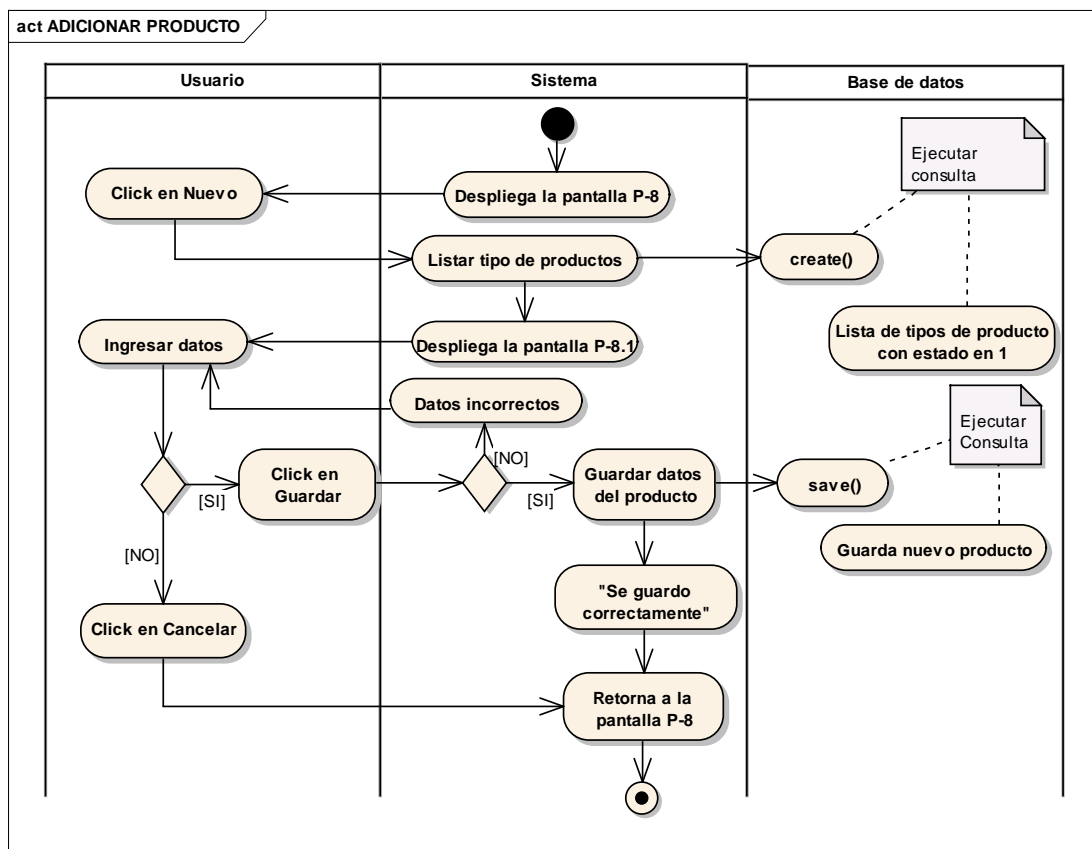 act ADICIONAR PRODUCTO
Usuario
Sistema
Base de datos
Ejecutar
consulta
Click en Nuevo
Despliega la pantalla P-8
Listar tipo de productos
create()
Ingresar datos
Despliega la pantalla P-8.1
Lista de tipos de producto
con estado en 1
Datos incorrectos
Ejecutar
Consulta
[NO]
Click en
Guardar
Guardar datos
del producto
save()
[SI]
[SI]
[NO]
Guarda nuevo producto
"Se guardo
correctamente"
Click en Cancelar
Retorna a la
pantalla P-8